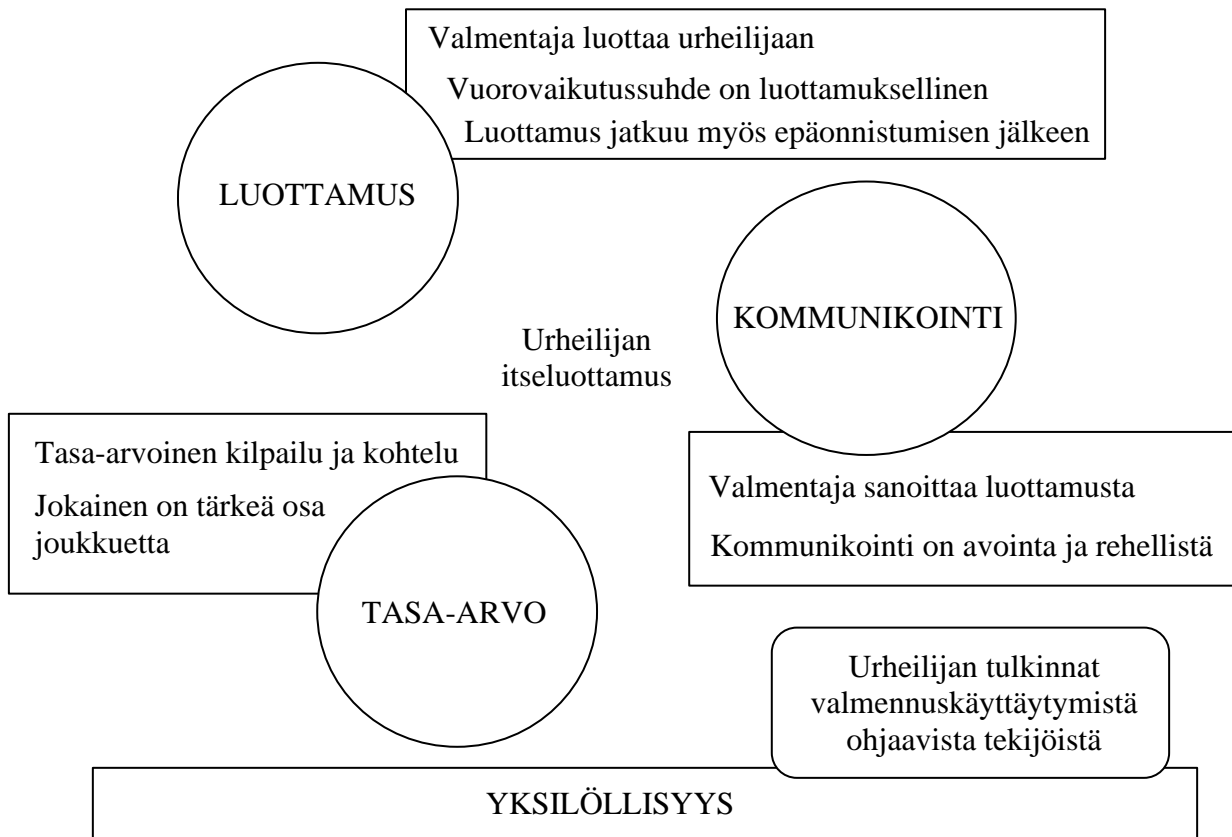 Valmentaja luottaa urheilijaan
Vuorovaikutussuhde on luottamuksellinen
Luottamus jatkuu myös epäonnistumisen jälkeen
LUOTTAMUS
KOMMUNIKOINTI
Urheilijan
itseluottamus
Tasa-arvoinen kilpailu ja kohtelu
Jokainen on tärkeä osa
joukkuetta
Valmentaja sanoittaa luottamusta
Kommunikointi on avointa ja rehellistä
TASA-ARVO
Urheilijan tulkinnat
valmennuskäyttäytymistä
ohjaavista tekijöistä
YKSILÖLLISYYS